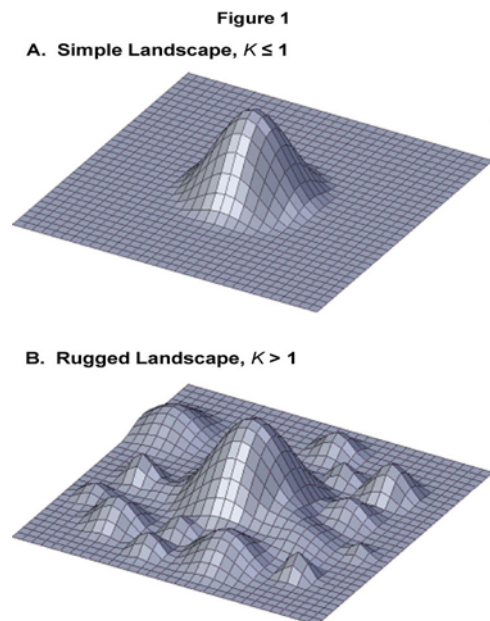 Figure 1
A. Simple Landscape, K ≤ 1
B. Rugged Landscape, K > 1